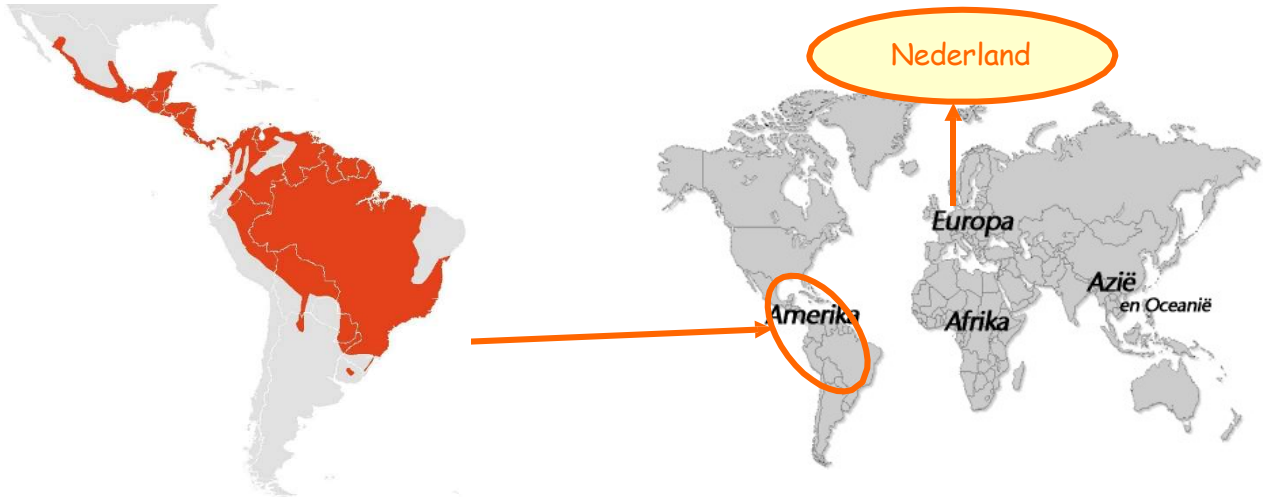 Nederland
Europa
Azië
en Oceanië
Amerika
Afrika